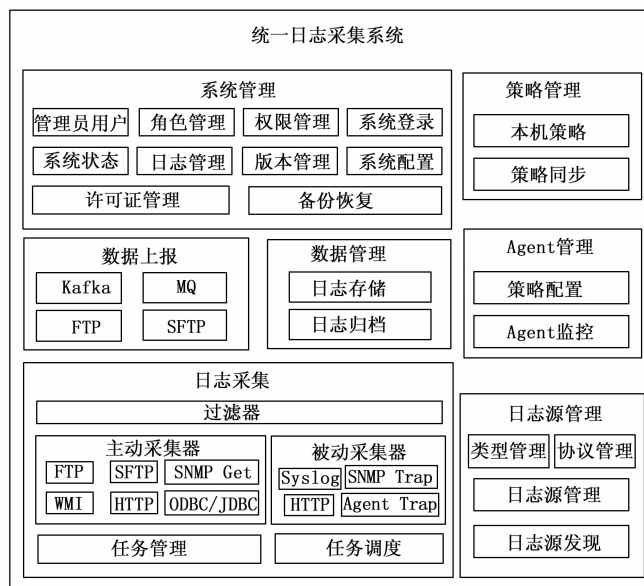 统一日志采集系统
系统管理
管理员用户 角色管理 权限管理 系统登录
系统状态 日志管理 版本管理 系统配置
许可证管理 备份恢复
策略管理
本机策略
策略同步
数据上报
Kafka MQ
FTP SFTP
数据管理
日志存储
日志归档
Agent管理
策略配置
Agent监控
日志采集
过滤器
主动采集器
FTP SFTP SNMP Get
WMI HTTP ODBC/JDBC
被动采集器
Syslog SNMP Trap
HTTP Agent Trap
任务管理 任务调度
日志源管理
类型管理 协议管理
日志源管理
日志源发现